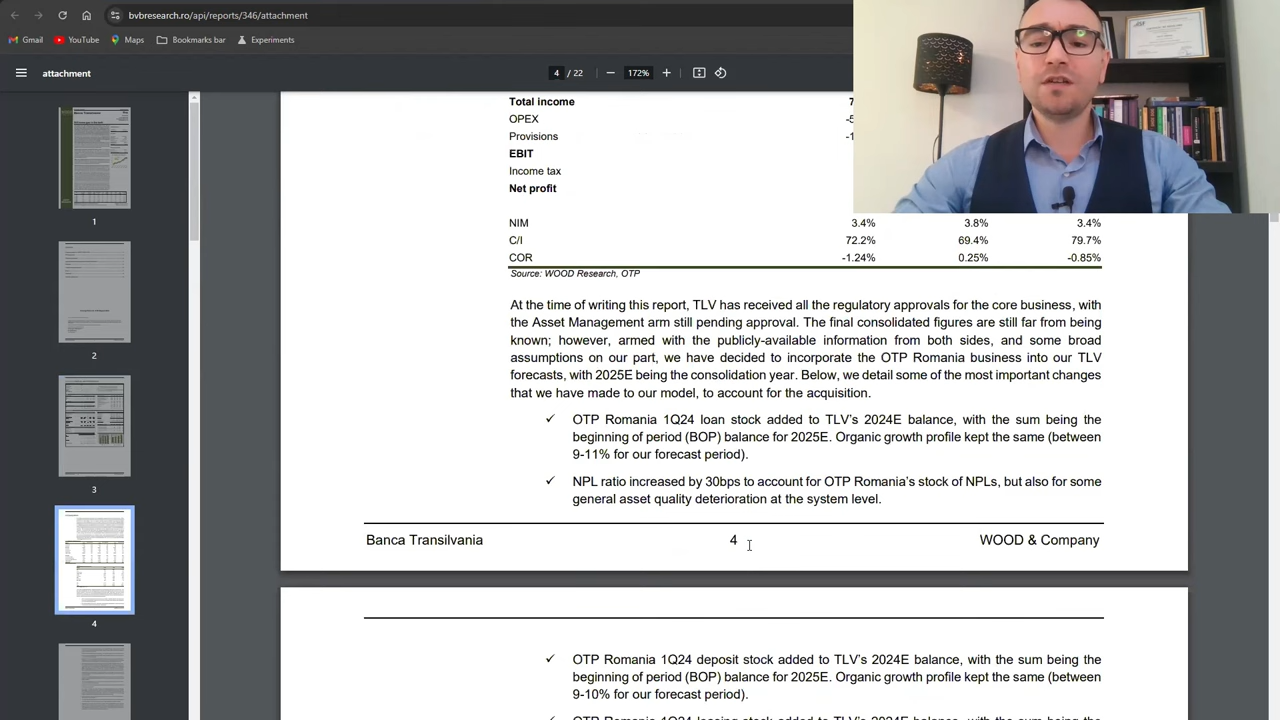 bvbresearch.ro/api/reports/346/attachment
Gmail YouTube Maps Bookmarks bar Experiments
attachment 4 / 22 172%
1
2
3
4
Total income 7
OPEX -5
Provisions -1
EBIT
Income tax
Net profit
NIM 3.4% 3.8% 3.4%
C/I 72.2% 69.4% 79.7%
COR -1.24% 0.25% -0.85%
Source: WOOD Research, OTP
At the time of writing this report, TLV has received all the regulatory approvals for the core business, with
the Asset Management arm still pending approval. The final consolidated figures are still far from being
known; however, armed with the publicly-available information from both sides, and some broad
assumptions on our part, we have decided to incorporate the OTP Romania business into our TLV
forecasts, with 2025E being the consolidation year. Below, we detail some of the most important changes
that we have made to our model, to account for the acquisition.
✓ OTP Romania 1Q24 loan stock added to TLV's 2024E balance, with the sum being the
beginning of period (BOP) balance for 2025E. Organic growth profile kept the same (between
9-11% for our forecast period).
✓ NPL ratio increased by 30bps to account for OTP Romania's stock of NPLs, but also for some
general asset quality deterioration at the system level.
Banca Transilvania 4 WOOD & Company
✓ OTP Romania 1Q24 deposit stock added to TLV's 2024E balance, with the sum being the
beginning of period (BOP) balance for 2025E. Organic growth profile kept the same (between
9-10% for our forecast period).